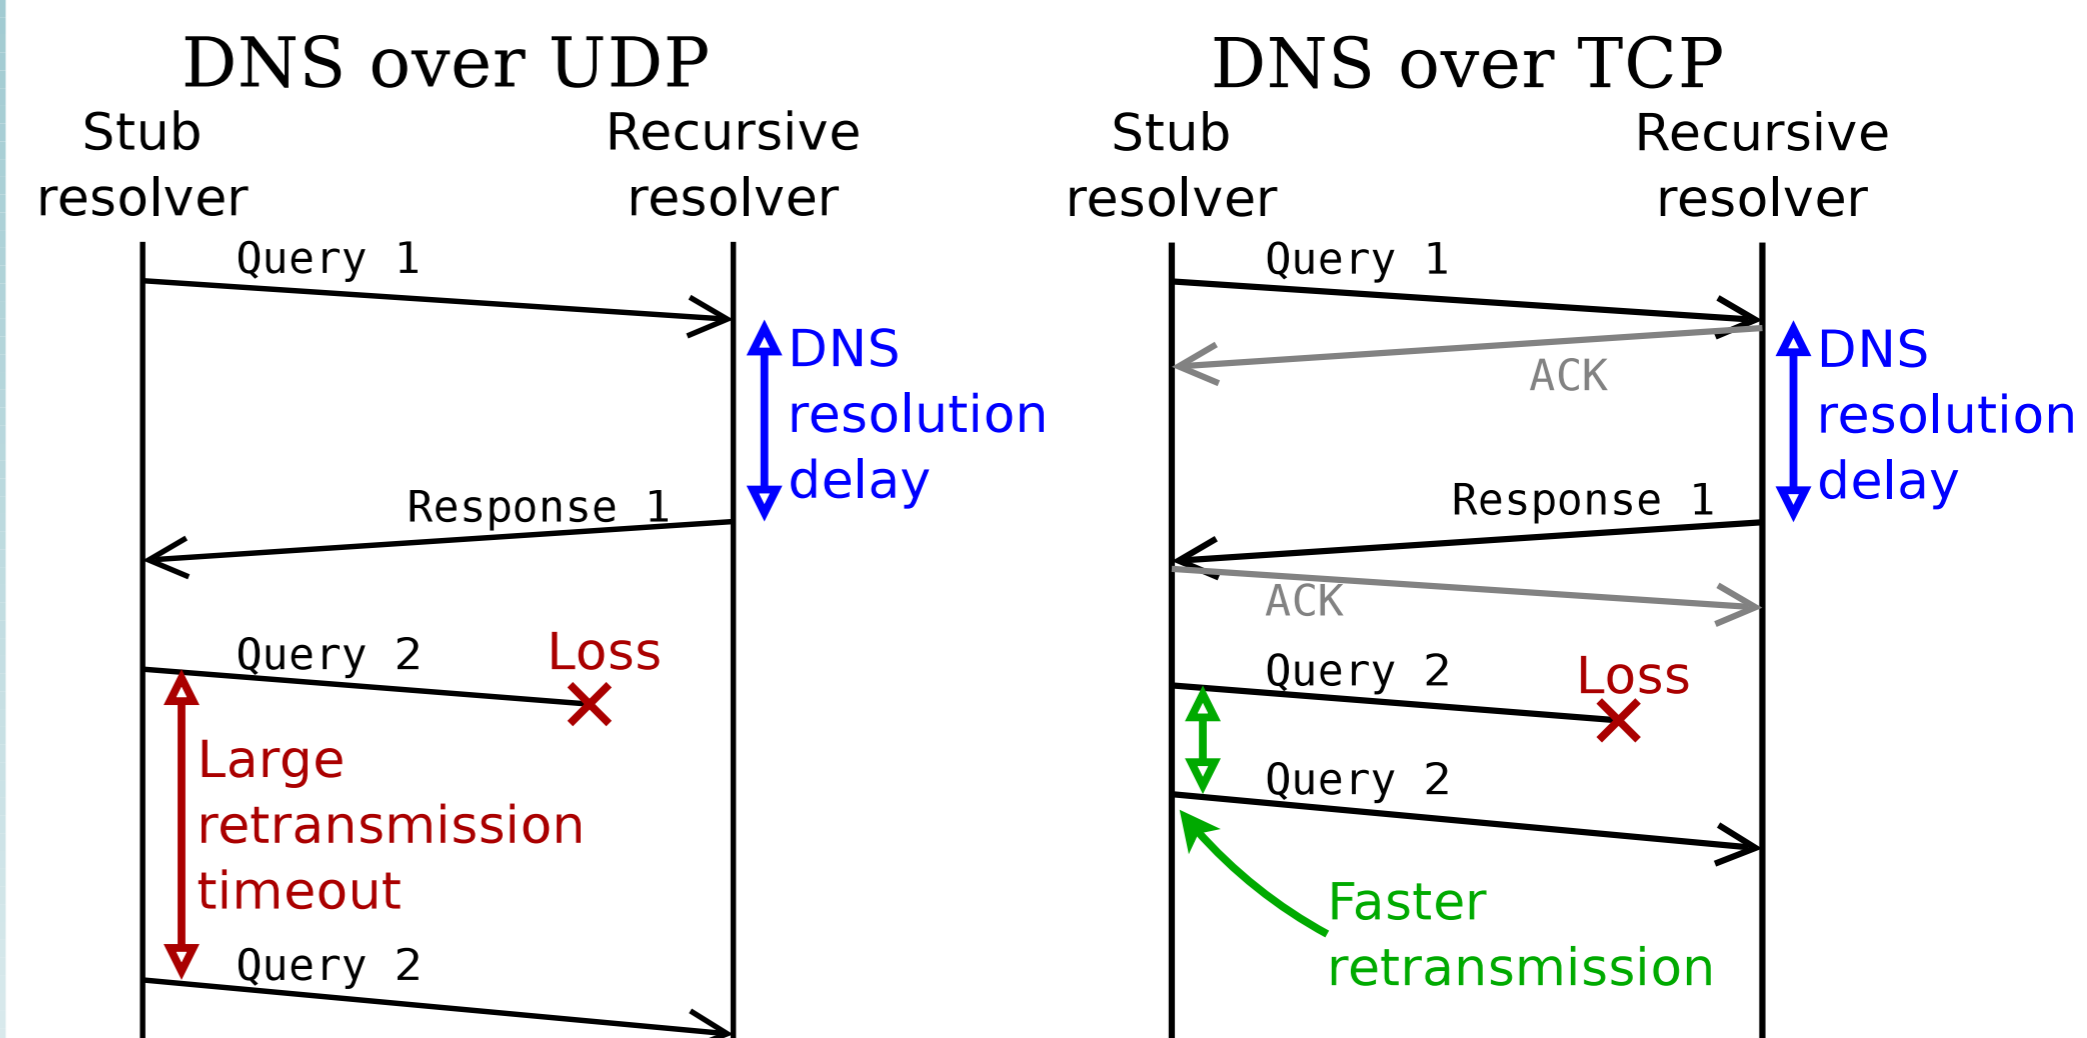 DNS over UDP
Stub
resolver
Recursive
resolver
Query 1
DNS
resolution
delay
Response 1
Query 2
Loss
Large
retransmission
timeout
Query 2
DNS over TCP
Stub
resolver
Recursive
resolver
Query 1
ACK
DNS
resolution
delay
Response 1
ACK
Query 2
Loss
Query 2
Faster
retransmission